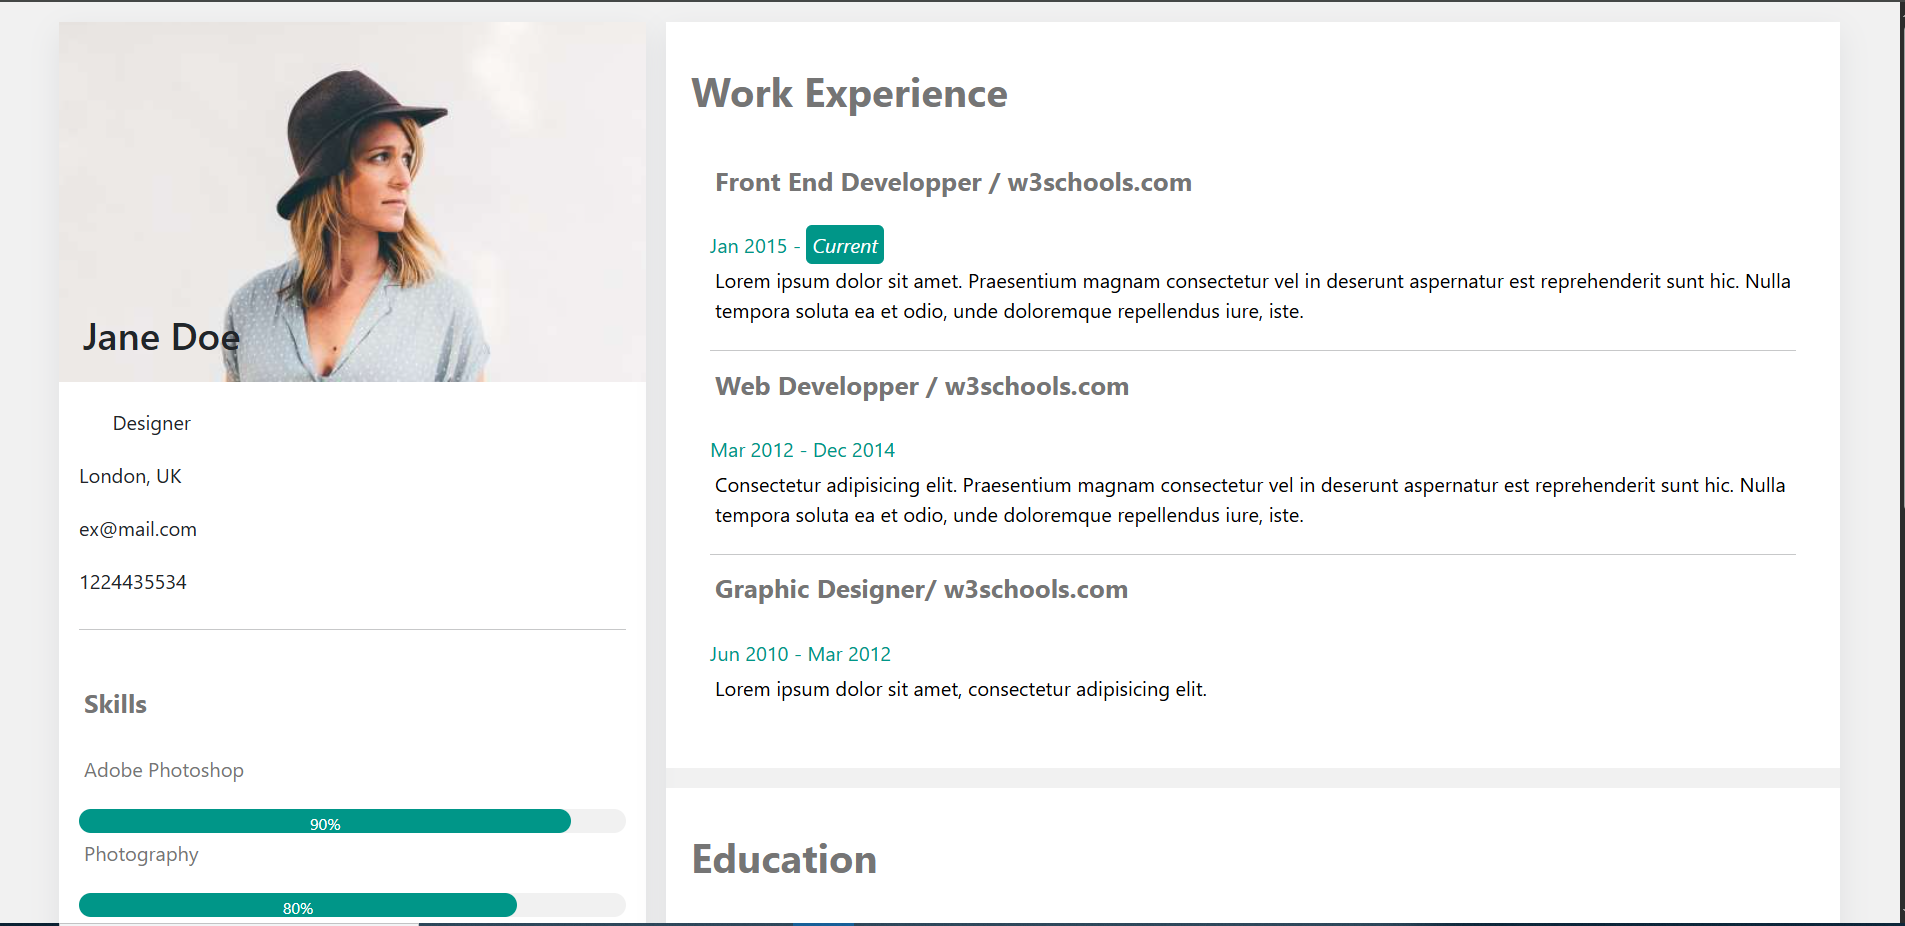 Jane Doe
Designer
London, UK
ex@mail.com
1224435534
Skills
Adobe Photoshop
90%
Photography
80%
Work Experience
Front End Developper / w3schools.com
Jan 2015 - Current
Lorem ipsum dolor sit amet. Praesentium magnam consectetur vel in deserunt aspernatur est reprehenderit sunt hic. Nulla
tempora soluta ea et odio, unde doloremque repellendus iure, iste.
Web Developper / w3schools.com
Mar 2012 - Dec 2014
Consectetur adipisicing elit. Praesentium magnam consectetur vel in deserunt aspernatur est reprehenderit sunt hic. Nulla
tempora soluta ea et odio, unde doloremque repellendus iure, iste.
Graphic Designer/ w3schools.com
Jun 2010 - Mar 2012
Lorem ipsum dolor sit amet, consectetur adipisicing elit.
Education